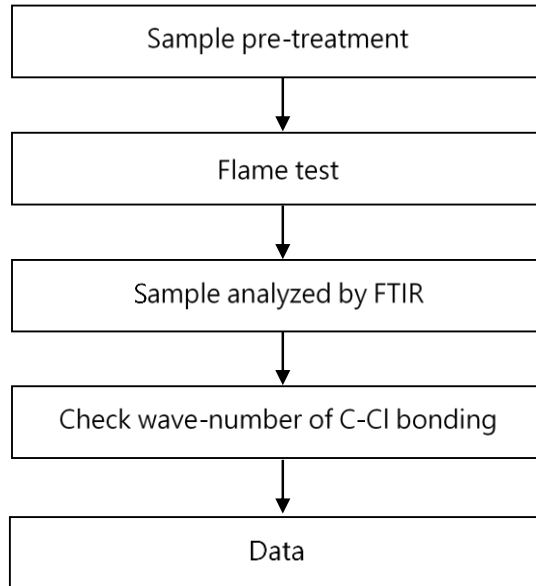 Sample pre-treatment
Flame test
Sample analyzed by FTIR
Check wave-number of C-Cl bonding
Data